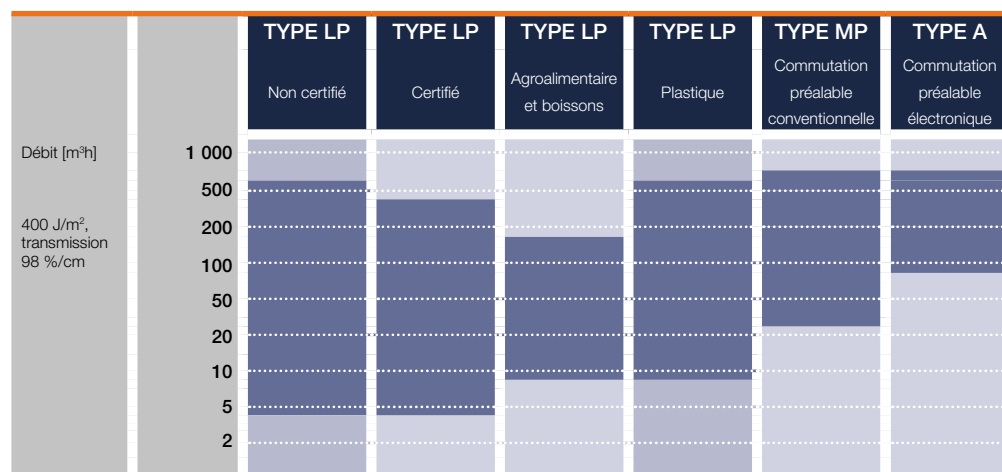 TYPE LP
Non certifié
TYPE LP
Certifié
TYPE LP
Agroalimentaire
et boissons
TYPE LP
Plastique
TYPE MP
Commutation
préalable
conventionnelle
TYPE A
Commutation
préalable
électronique
Débit [m³h]
400 J/m²,
transmission
98 %/cm
1 000
500
200
100
50
20
10
5
2